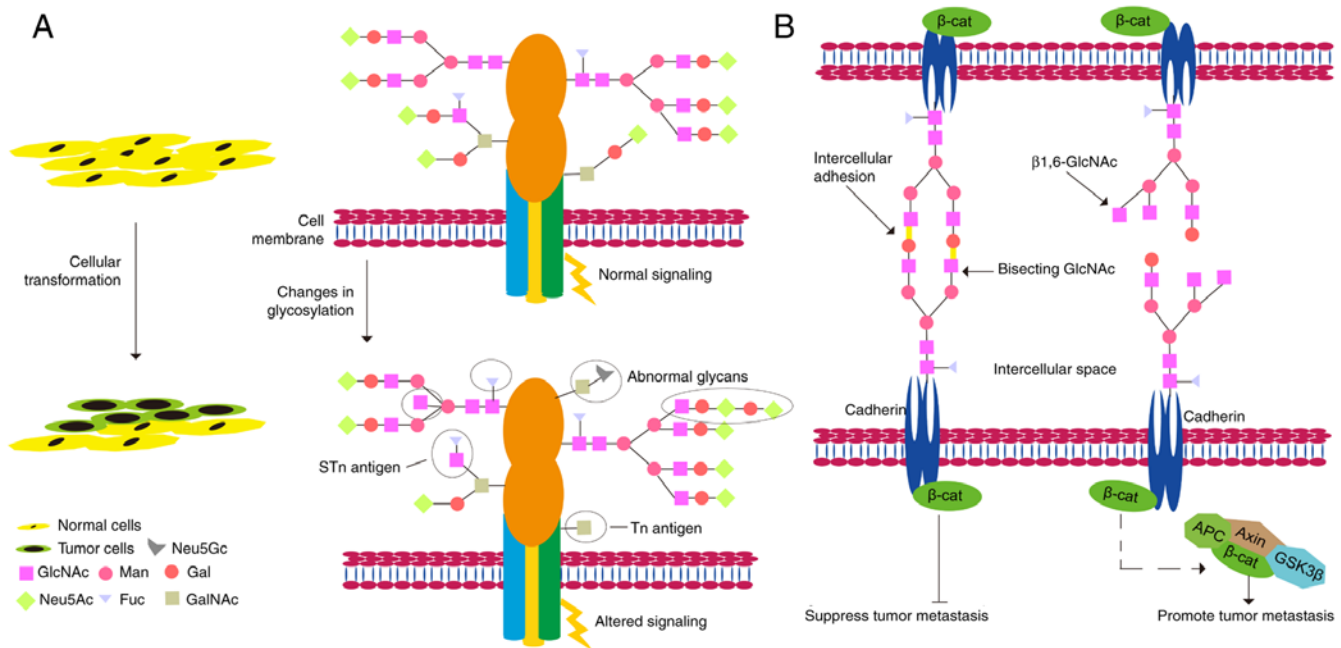 A
Cellular
transformation
Normal cells
Tumor cells
Neu5Gc
GlcNAc
Man
Gal
Neu5Ac
Fuc
GalNAc
Cell
membrane
Normal signaling
Changes in
glycosylation
Abnormal glycans
STn antigen
Tn antigen
Altered signaling
B
β-cat
β-cat
Intercellular
adhesion
β1,6-GlcNAc
Bisecting GlcNAc
Intercellular space
Cadherin
Cadherin
β-cat
β-cat
APC
Axin
β-cat
GSK3β
Suppress tumor metastasis
Promote tumor metastasis